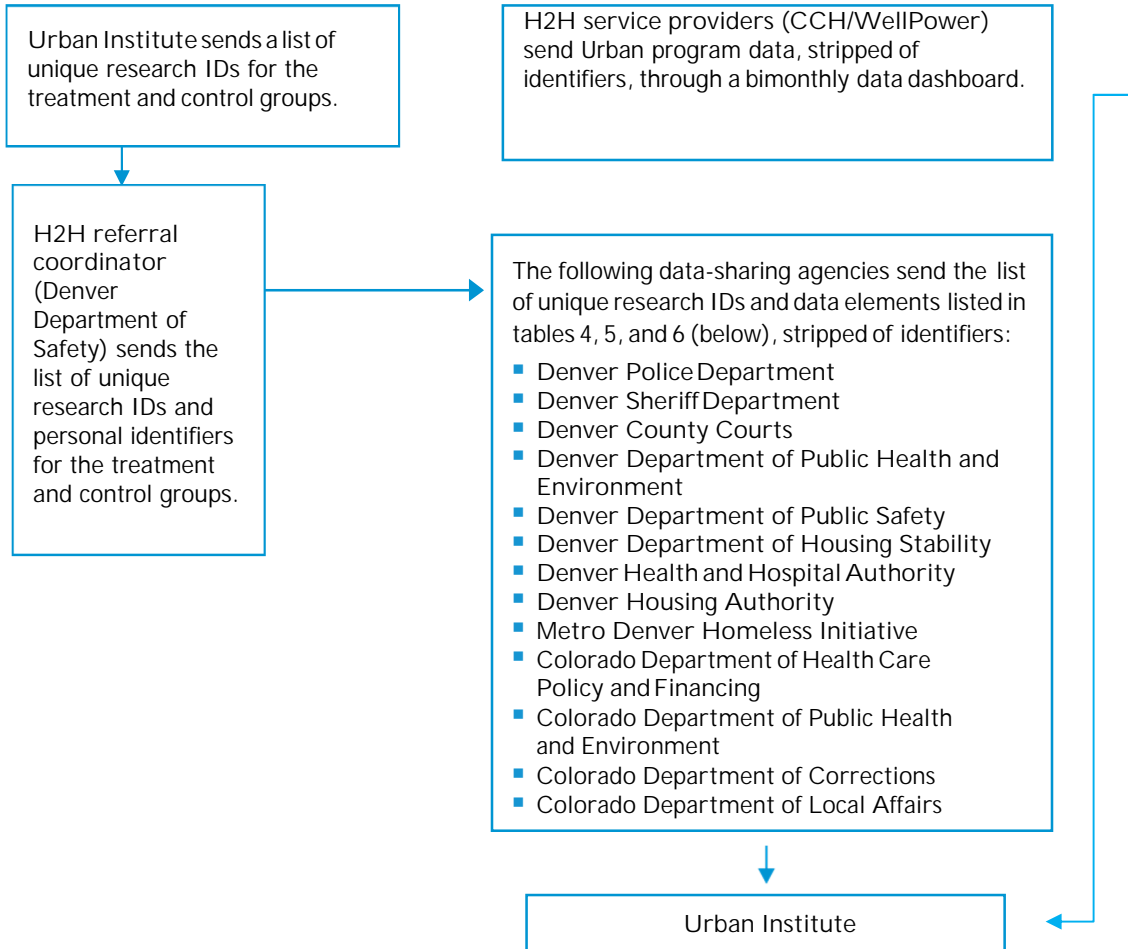 Urban Institute sends a list of
unique research IDs for the
treatment and control groups.
H2H service providers (CCH/WellPower)
send Urban program data, stripped of
identifiers, through a bimonthly data dashboard.
H2H referral
coordinator
(Denver
Department of
Safety) sends the
list of unique
research IDs and
personal identifiers
for the treatment
and control groups.
The following data-sharing agencies send the list
of unique research IDs and data elements listed in
tables 4, 5, and 6 (below), stripped of identifiers:
▪ Denver Police Department
▪ Denver Sheriff Department
▪ Denver County Courts
▪ Denver Department of Public Health and
Environment
▪ Denver Department of Public Safety
▪ Denver Department of Housing Stability
▪ Denver Health and Hospital Authority
▪ Denver Housing Authority
▪ Metro Denver Homeless Initiative
▪ Colorado Department of Health Care
Policy and Financing
▪ Colorado Department of Public Health
and Environment
▪ Colorado Department of Corrections
▪ Colorado Department of Local Affairs
Urban Institute